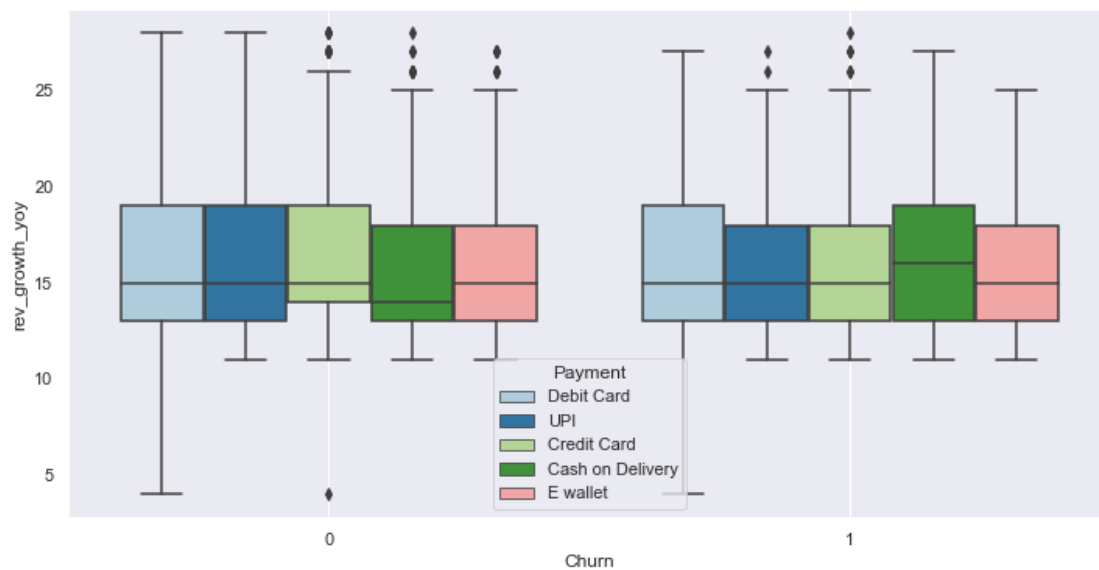 25
20
15
10
5
rev_growth_yoy
Payment
Debit Card
UPI
Credit Card
Cash on Delivery
E wallet
0
1
Churn